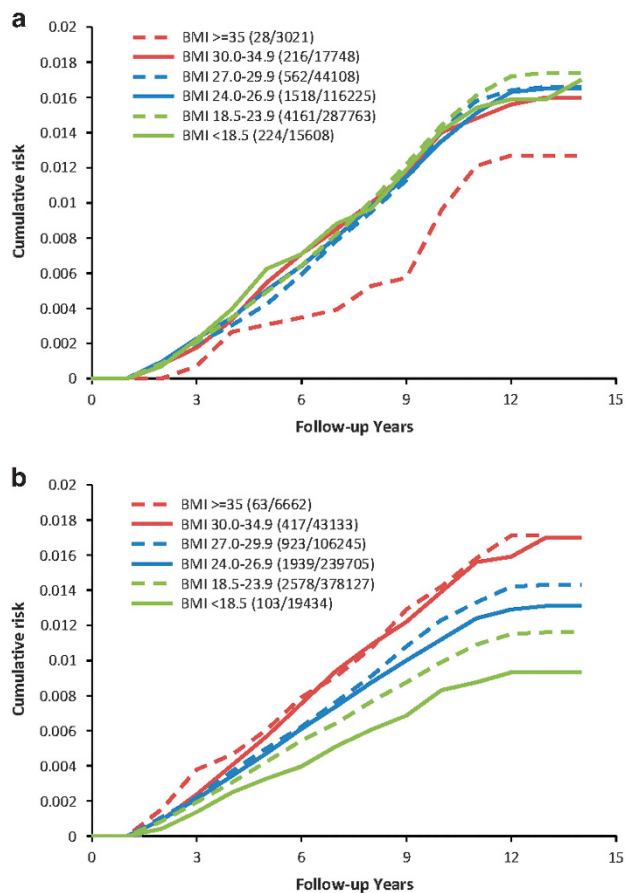 a
0.02
0.018
0.016
0.014
0.012
0.01
0.008
0.006
0.004
0.002
0
Cumulative risk
BMI >=35 (28/3021)
BMI 30.0-34.9 (216/17748)
BMI 27.0-29.9 (562/44108)
BMI 24.0-26.9 (1518/116225)
BMI 18.5-23.9 (4161/287763)
BMI <18.5 (224/15608)
0 3 6 9 12 15
Follow-up Years
b
0.02
0.018
0.016
0.014
0.012
0.01
0.008
0.006
0.004
0.002
0
Cumulative risk
BMI >=35 (63/6662)
BMI 30.0-34.9 (417/43133)
BMI 27.0-29.9 (923/106245)
BMI 24.0-26.9 (1939/239705)
BMI 18.5-23.9 (2578/378127)
BMI <18.5 (103/19434)
0 3 6 9 12 15
Follow-up Years